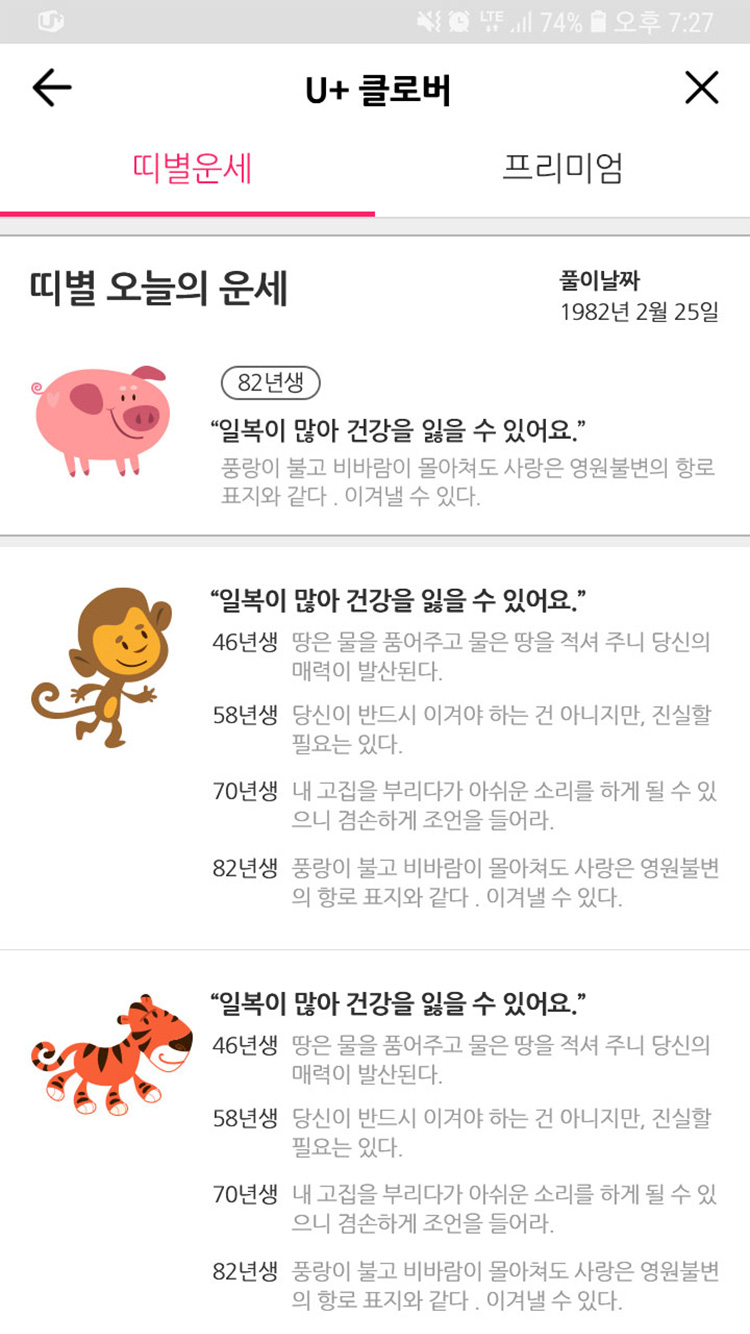 LTE 74% 오후 7:27
U+ 클로버
띠별운세 프리미엄
띠별 오늘의 운세
풀이날짜
1982년 2월 25일
82년생
“일복이 많아 건강을 잃을 수 있어요.”
풍랑이 불고 비바람이 몰아쳐도 사랑은 영원불변의 항로
표지와 같다 . 이겨낼 수 있다.
“일복이 많아 건강을 잃을 수 있어요.”
46년생 땅은 물을 품어주고 물은 땅을 적셔 주니 당신의
매력이 발산된다.
58년생 당신이 반드시 이겨야 하는 건 아니지만, 진실할
필요는 있다.
70년생 내 고집을 부리다가 아쉬운 소리를 하게 될 수 있
으니 겸손하게 조언을 들어라.
82년생 풍랑이 불고 비바람이 몰아쳐도 사랑은 영원불변
의 항로 표지와 같다 . 이겨낼 수 있다.
“일복이 많아 건강을 잃을 수 있어요.”
46년생 땅은 물을 품어주고 물은 땅을 적셔 주니 당신의
매력이 발산된다.
58년생 당신이 반드시 이겨야 하는 건 아니지만, 진실할
필요는 있다.
70년생 내 고집을 부리다가 아쉬운 소리를 하게 될 수 있
으니 겸손하게 조언을 들어라.
82년생 풍랑이 불고 비바람이 몰아쳐도 사랑은 영원불변
의 항로 표지와 같다 . 이겨낼 수 있다.